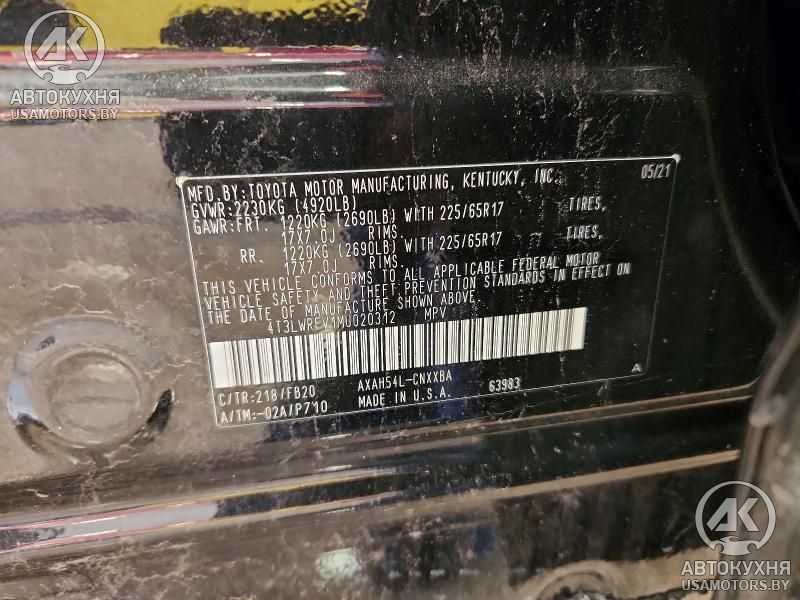 АК
АВТОКУХНЯ
USAMOTORS.BY
MFD. BY:TOYOTA MOTOR MANUFACTURING, KENTUCKY, INC. 05/21
GVWR:2230KG (4920LB)
GAWR:FRT. 1220KG (2690LB) WITH 225/65R17 TIRES,
17X7.0J RIMS.
RR. 1220KG (2690LB) WITH 225/65R17 TIRES,
17X7.0J RIMS.
THIS VEHICLE CONFORMS TO ALL APPLICABLE FEDERAL MOTOR
VEHICLE SAFETY AND THEFT PREVENTION STANDARDS IN EFFECT ON
THE DATE OF MANUFACTURE SHOWN ABOVE.
4T3LWREV1MU020312 MPV
C/TR:218/FB20 AXAH54L-CNXXBA 63983 A
A/TM:-02A/P710 MADE IN U.S.A.
АК
АВТОКУХНЯ
USAMOTORS.BY